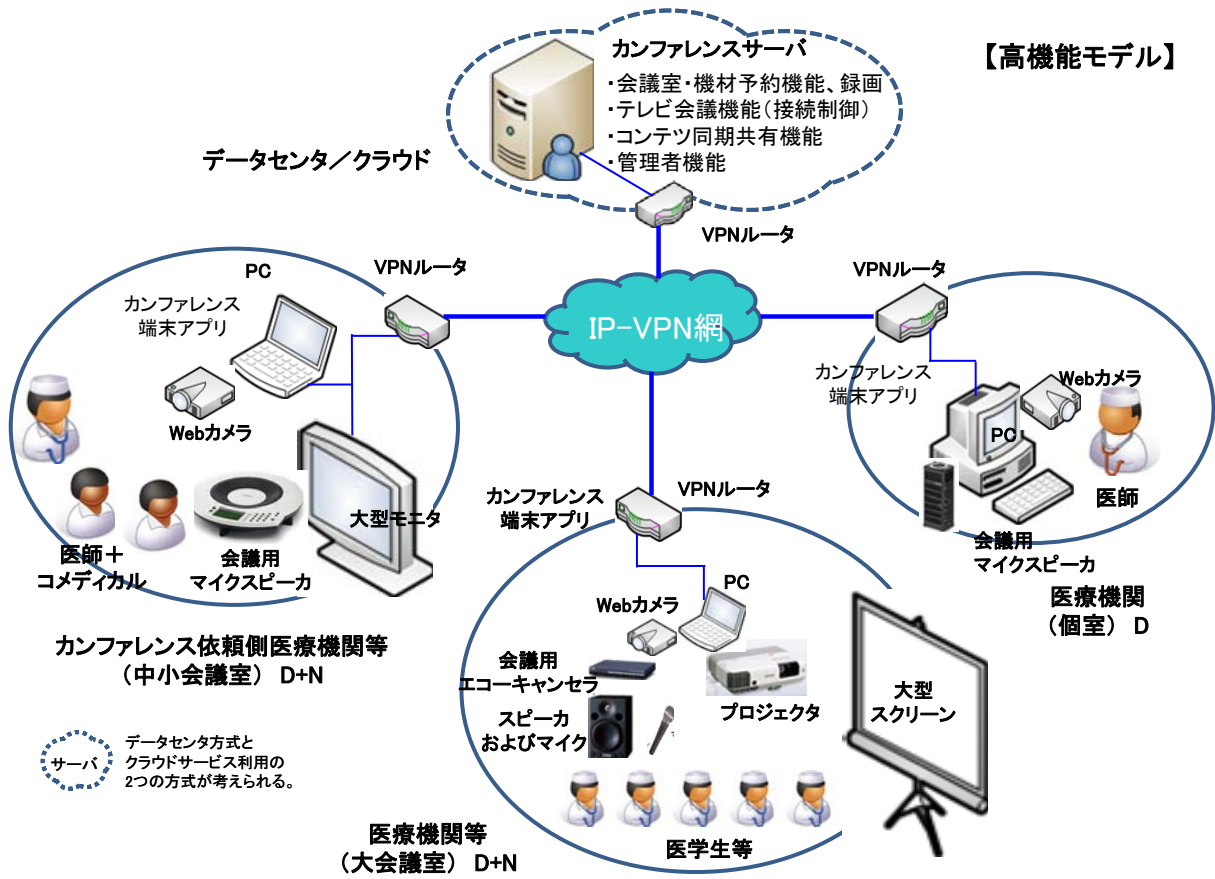 【高機能モデル】
カンファレンスサーバ
・会議室・機材予約機能、録画
・テレビ会議機能（接続制御）
・コンテツ同期共有機能
・管理者機能
データセンタ／クラウド
VPNルータ
PC
VPNルータ
カンファレンス
端末アプリ
Webカメラ
大型モニタ
医師＋
コメディカル
会議用
マイクスピーカ
カンファレンス依頼側医療機関等
（中小会議室） D+N
IP-VPN網
VPNルータ
カンファレンス
端末アプリ
Webカメラ
PC
医師
会議用
マイクスピーカ
医療機関
（個室） D
カンファレンス
端末アプリ
VPNルータ
PC
Webカメラ
会議用
エコーキャンセラ
プロジェクタ
スピーカ
およびマイク
大型
スクリーン
医学生等
医療機関等
（大会議室） D+N
サーバ
データセンタ方式と
クラウドサービス利用の
2つの方式が考えられる。